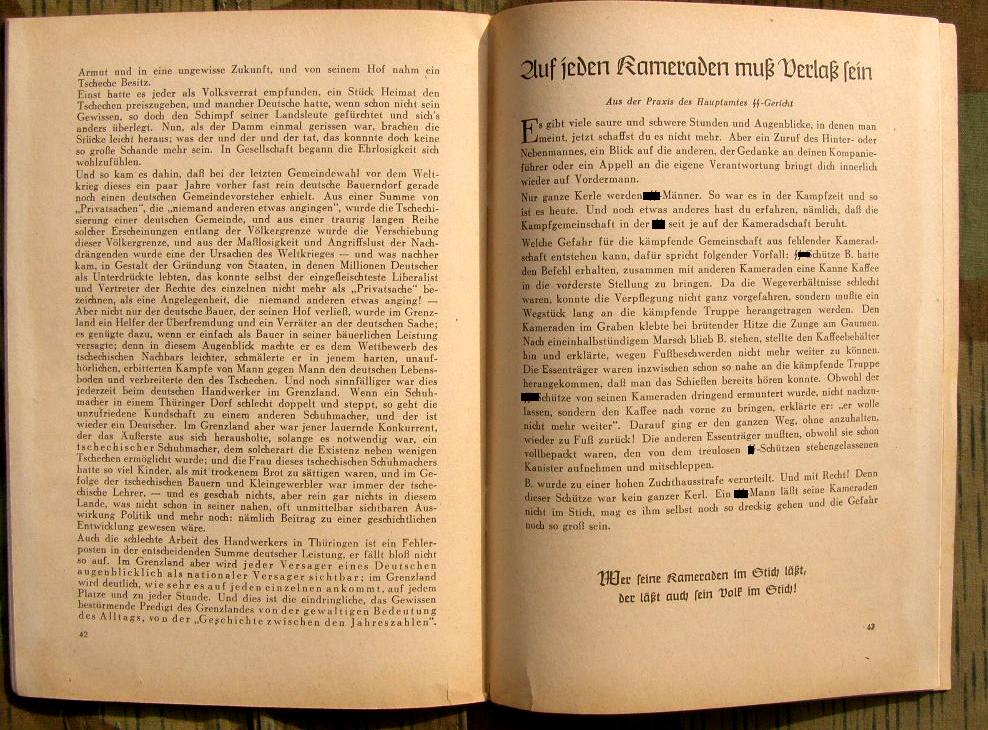 Armut und in eine ungewisse Zukunft, und von seinem Hof nahm ein
Tscheche Besitz.
Einst hatte es jeder als Volksverrat empfunden, ein Stück Heimat den
Tschechen preiszugeben, und mancher Deutsche hatte, wenn schon nicht sein
Gewissen, so doch den Schimpf seiner Landsleute gefürchtet und sich's
anders überlegt. Nun, als der Damm einmal gerissen war, brachen die
Stücke leicht heraus; was der und der und der tat, das konnte doch keine
so große Schande mehr sein. In Gesellschaft begann die Ehrlosigkeit sich
wohlzufühlen.
Und so kam es dahin, daß bei der letzten Gemeindewahl vor dem Welt-
krieg dieses ein paar Jahre vorher fast rein deutsche Bauerndorf gerade
noch einen deutschen Gemeindevorsteher erhielt. Aus einer Summe von
„Privatsachen", die „niemand anderen etwas angingen", wurde die Tschechi-
sierung einer deutschen Gemeinde, und aus einer traurig langen Reihe
solcher Erscheinungen entlang der Völkergrenze wurde die Verschiebung
dieser Völkergrenze, und aus der Maßlosigkeit und Angriffslust der Nach-
drängenden wurde eine der Ursachen des Weltkrieges — und was nachher
kam, in Gestalt der Gründung von Staaten, in denen Millionen Deutscher
als Unterdrückte lebten, das konnte selbst der eingefleischteste Liberalist
und Vertreter der Rechte des einzelnen nicht mehr als „Privatsache" be-
zeichnen, als eine Angelegenheit, die niemand anderen etwas anging! —
Aber nicht nur der deutsche Bauer, der seinen Hof verließ, wurde im Grenz-
land ein Helfer der Überfremdung und ein Verräter an der deutschen Sache;
es genügte dazu, wenn er einfach als Bauer in seiner bäuerlichen Leistung
versagte; denn in diesem Augenblick machte er es dem Wettbewerb des
tschechischen Nachbars leichter, schmälerte er in jenem harten, unauf-
hörlichen, erbitterten Kampfe von Mann gegen Mann den deutschen Lebens-
boden und verbreiterte den des Tschechen. Und noch sinnfälliger war dies
jederzeit beim deutschen Handwerker im Grenzland. Wenn ein Schuh-
macher in einem Thüringer Dorf schlecht doppelt und steppt, so geht die
unzufriedene Kundschaft zu einem anderen Schuhmacher, und der ist
wieder ein Deutscher. Im Grenzland aber war jener lauernde Konkurrent,
der das Äußerste aus sich herausholte, solange es notwendig war, ein
tschechischer Schuhmacher, dem solcherart die Existenz neben wenigen
Tschechen ermöglicht wurde; und die Frau dieses tschechischen Schuhmachers
hatte so viel Kinder, als mit trockenem Brot zu sättigen waren, und im Ge-
folge der tschechischen Bauern und Kleingewerbler war immer der tsche-
chische Lehrer, — und es geschah nichts, aber rein gar nichts in diesem
Lande, was nicht schon in seiner nahen, oft unmittelbar sichtbaren Aus-
wirkung Politik und mehr noch: nämlich Beitrag zu einer geschichtlichen
Entwicklung gewesen wäre.
Auch die schlechte Arbeit des Handwerkers in Thüringen ist ein Fehler-
posten in der entscheidenden Summe deutscher Leistung, er fällt bloß nicht
so auf. Im Grenzland aber wird jeder Versager eines Deutschen
augenblicklich als nationaler Versager sichtbar; im Grenzland
wird deutlich, wie sehr es auf jeden einzelnen ankommt, auf jedem
Platze und zu jeder Stunde. Und dies ist die eindringliche, das Gewissen
bestürmende Predigt des Grenzlandes von der gewaltigen Bedeutung
des Alltags, von der „Geschichte zwischen den Jahreszahlen".
42
Auf jeden Kameraden muß Verlaß sein
Aus der Praxis des Hauptamtes SS-Gericht
Es gibt viele saure und schwere Stunden und Augenblicke, in denen man
meint, jetzt schaffst du es nicht mehr. Aber ein Zuruf des Hinter- oder
Nebenmannes, ein Blick auf die anderen, der Gedanke an deinen Kompanie-
führer oder ein Appell an die eigene Verantwortung bringt dich innerlich
wieder auf Vordermann.
Nur ganze Kerle werden -Männer. So war es in der Kampfzeit und so
ist es heute. Und noch etwas anderes hast du erfahren, nämlich, daß die
Kampfgemeinschaft in der seit je auf der Kameradschaft beruht.
Welche Gefahr für die kämpfende Gemeinschaft aus fehlender Kamerad-
schaft entstehen kann, dafür spricht folgender Vorfall: Schütze B. hatte
den Befehl erhalten, zusammen mit anderen Kameraden eine Kanne Kaffee
in die vorderste Stellung zu bringen. Da die Wegeverhältnisse schlecht
waren, konnte die Verpflegung nicht ganz vorgefahren, sondern mußte ein
Wegstück lang an die kämpfende Truppe herangetragen werden. Den
Kameraden im Graben klebte bei brütender Hitze die Zunge am Gaumen.
Nach eineinhalbstündigem Marsch blieb B. stehen, stellte den Kaffeebehälter
hin und erklärte, wegen Fußbeschwerden nicht mehr weiter zu können.
Die Essenträger waren inzwischen schon so nahe an die kämpfende Truppe
herangekommen, daß man das Schießen bereits hören konnte. Obwohl der
Schütze von seinen Kameraden dringend ermuntert wurde, nicht nachzu-
lassen, sondern den Kaffee nach vorne zu bringen, erklärte er: „er wolle
nicht mehr weiter". Darauf ging er den ganzen Weg, ohne anzuhalten,
wieder zu Fuß zurück! Die anderen Essenträger mußten, obwohl sie schon
vollbepackt waren, den von dem treulosen -Schützen stehengelassenen
Kanister aufnehmen und mitschleppen.
B. wurde zu einer hohen Zuchthausstrafe verurteilt. Und mit Recht! Denn
dieser Schütze war kein ganzer Kerl. Ein Mann läßt seine Kameraden
nicht im Stich, mag es ihm selbst noch so dreckig gehen und die Gefahr
noch so groß sein.
Wer seine Kameraden im Stich läßt,
der läßt auch sein Volk im Stich!
43